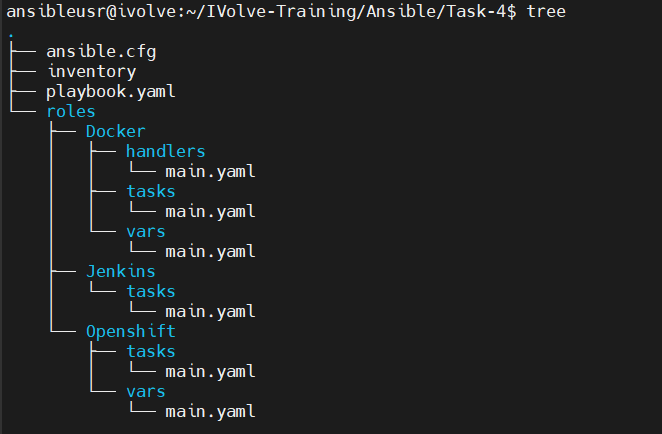 ansibleusr@ivolve:~/IVolve-Training/Ansible/Task-4$ tree
.
├── ansible.cfg
├── inventory
├── playbook.yaml
└── roles
    ├── Docker
    │   ├── handlers
    │   │   └── main.yaml
    │   ├── tasks
    │   │   └── main.yaml
    │   └── vars
    │       └── main.yaml
    ├── Jenkins
    │   └── tasks
    │       └── main.yaml
    └── Openshift
        ├── tasks
        │   └── main.yaml
        └── vars
            └── main.yaml